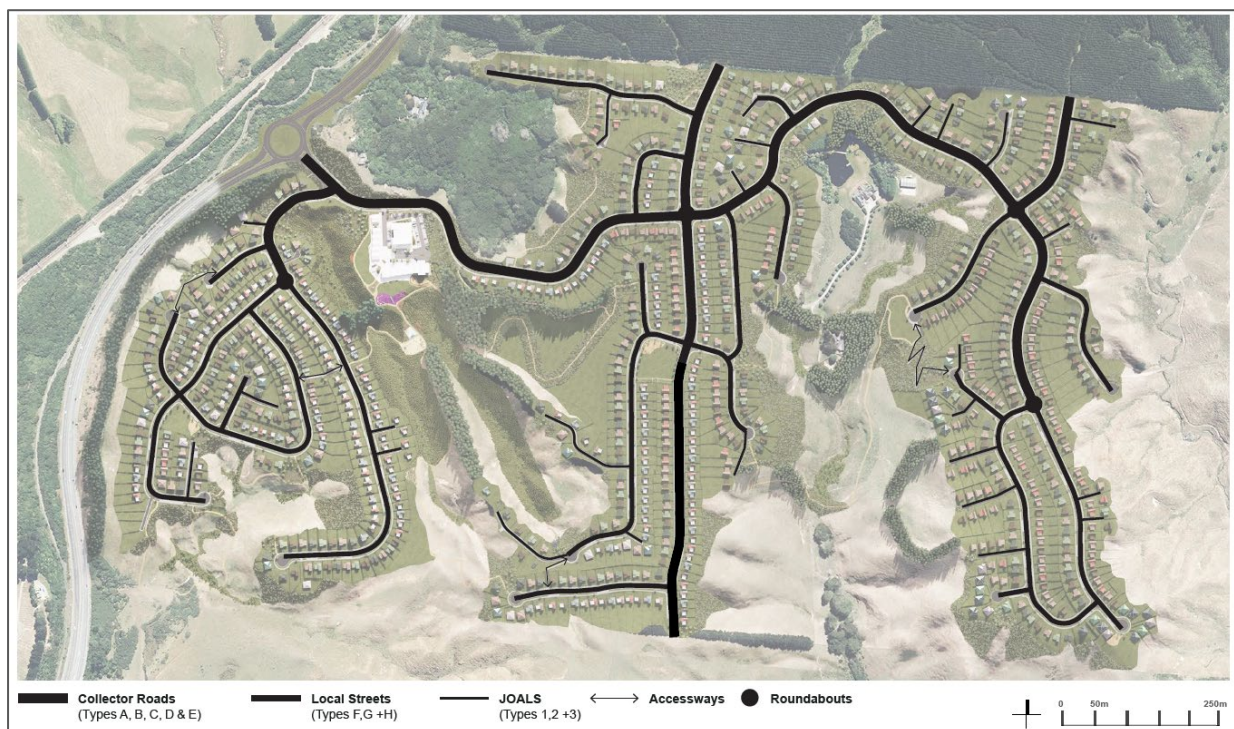 Collector Roads
(Types A, B, C, D & E)
Local Streets
(Types F,G +H)
JOALS
(Types 1,2 +3)
Accessways
Roundabouts
0 50m 250m